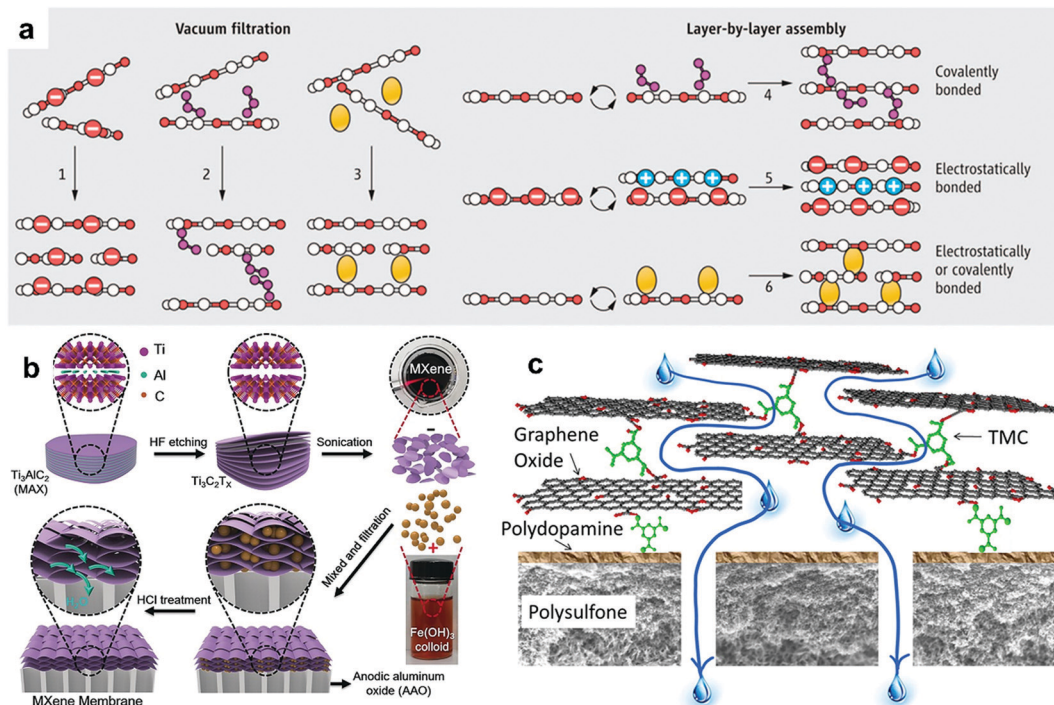 a
Vacuum filtration
Layer-by-layer assembly
1
2
3
4
Covalently
bonded
5
Electrostatically
bonded
6
Electrostatically
or covalently
bonded
b
Ti
Al
C
Ti₃AlC₂
(MAX)
HF etching
Ti₃C₂Tₓ
Sonication
MXene
−
+
Mixed and filtration
Fe(OH)₃
colloid
H₂O
HCl treatment
MXene Membrane
Anodic aluminum
oxide (AAO)
c
Graphene
Oxide
TMC
Polydopamine
Polysulfone